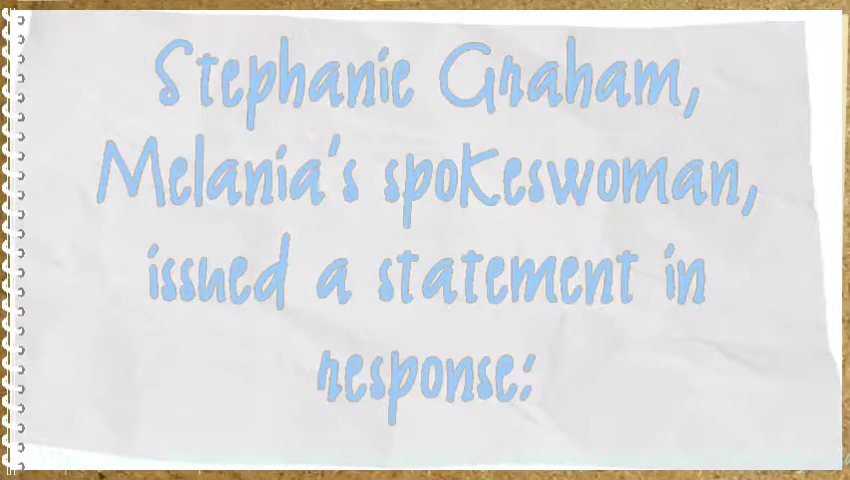 Stephanie Graham,
Melania's spokeswoman,
issued a statement in
response: